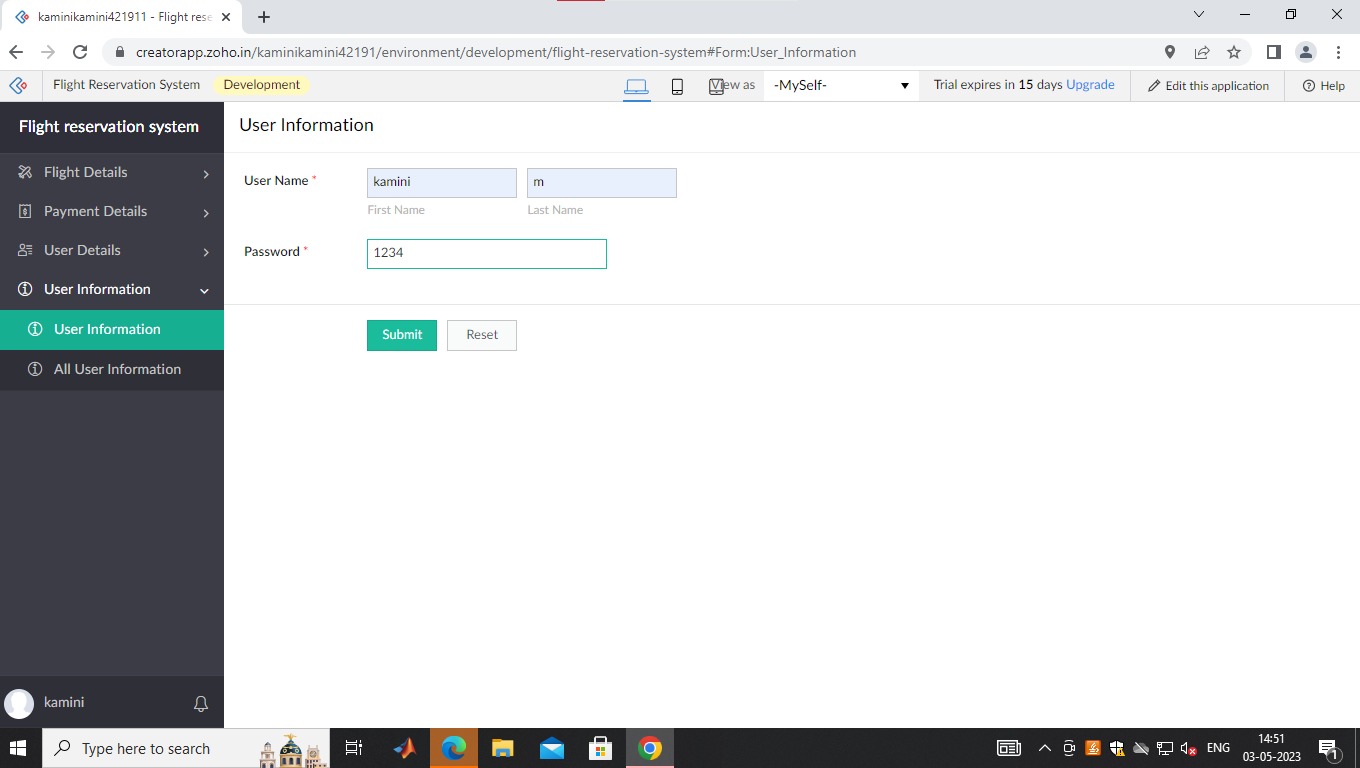 kaminikamini421911 - Flight rese
creatorapp.zoho.in/kaminikamini42191/environment/development/flight-reservation-system#Form:User_Information
Flight Reservation System Development View as -MySelf- Trial expires in 15 days Upgrade Edit this application Help
Flight reservation system
User Information
Flight Details
Payment Details
User Details
User Information
User Information
All User Information
User Name *
kamini
m
First Name
Last Name
Password *
1234
Submit
Reset
kamini
Type here to search
ENG
14:51
03-05-2023
1